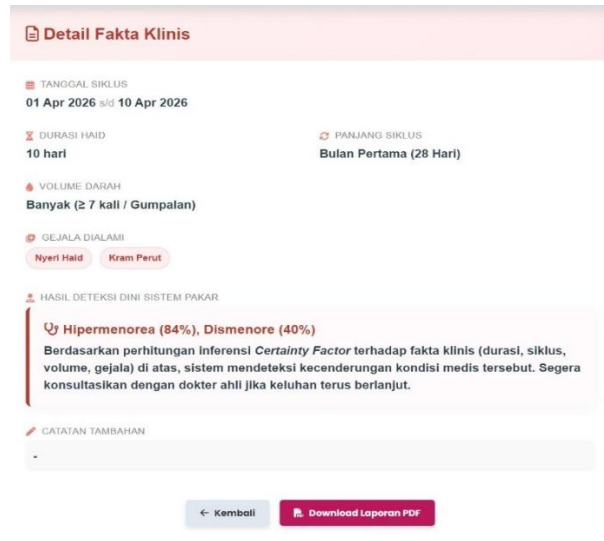 Detail Fakta Klinis
TANGGAL SIKLUS
01 Apr 2026 s/d 10 Apr 2026
DURASI HAID
10 hari
PANJANG SIKLUS
Bulan Pertama (28 Hari)
VOLUME DARAH
Banyak (≥ 7 kali / Gumpalan)
GEJALA DIALAMI
Nyeri Haid Kram Perut
HASIL DETEKSI DINI SISTEM PAKAR
Hipermenorea (84%), Dismenore (40%)
Berdasarkan perhitungan inferensi Certainty Factor terhadap fakta klinis (durasi, siklus,
volume, gejala) di atas, sistem mendeteksi kecenderungan kondisi medis tersebut. Segera
konsultasikan dengan dokter ahli jika keluhan terus berlanjut.
CATATAN TAMBAHAN
-
← Kembali Download Laporan PDF